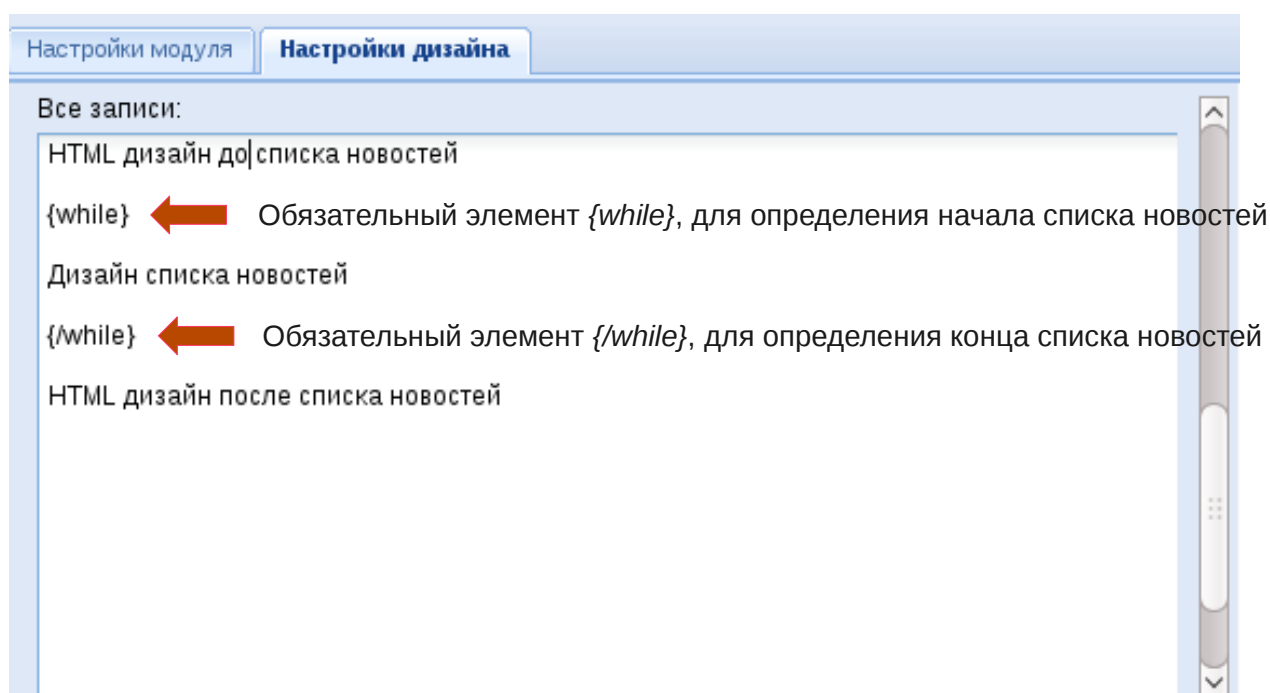 Настройки модуля Настройки дизайна
Все записи:
HTML дизайн до списка новостей
{while} Обязательный элемент {while}, для определения начала списка новостей
Дизайн списка новостей
{/while} Обязательный элемент {/while}, для определения конца списка новостей
HTML дизайн после списка новостей